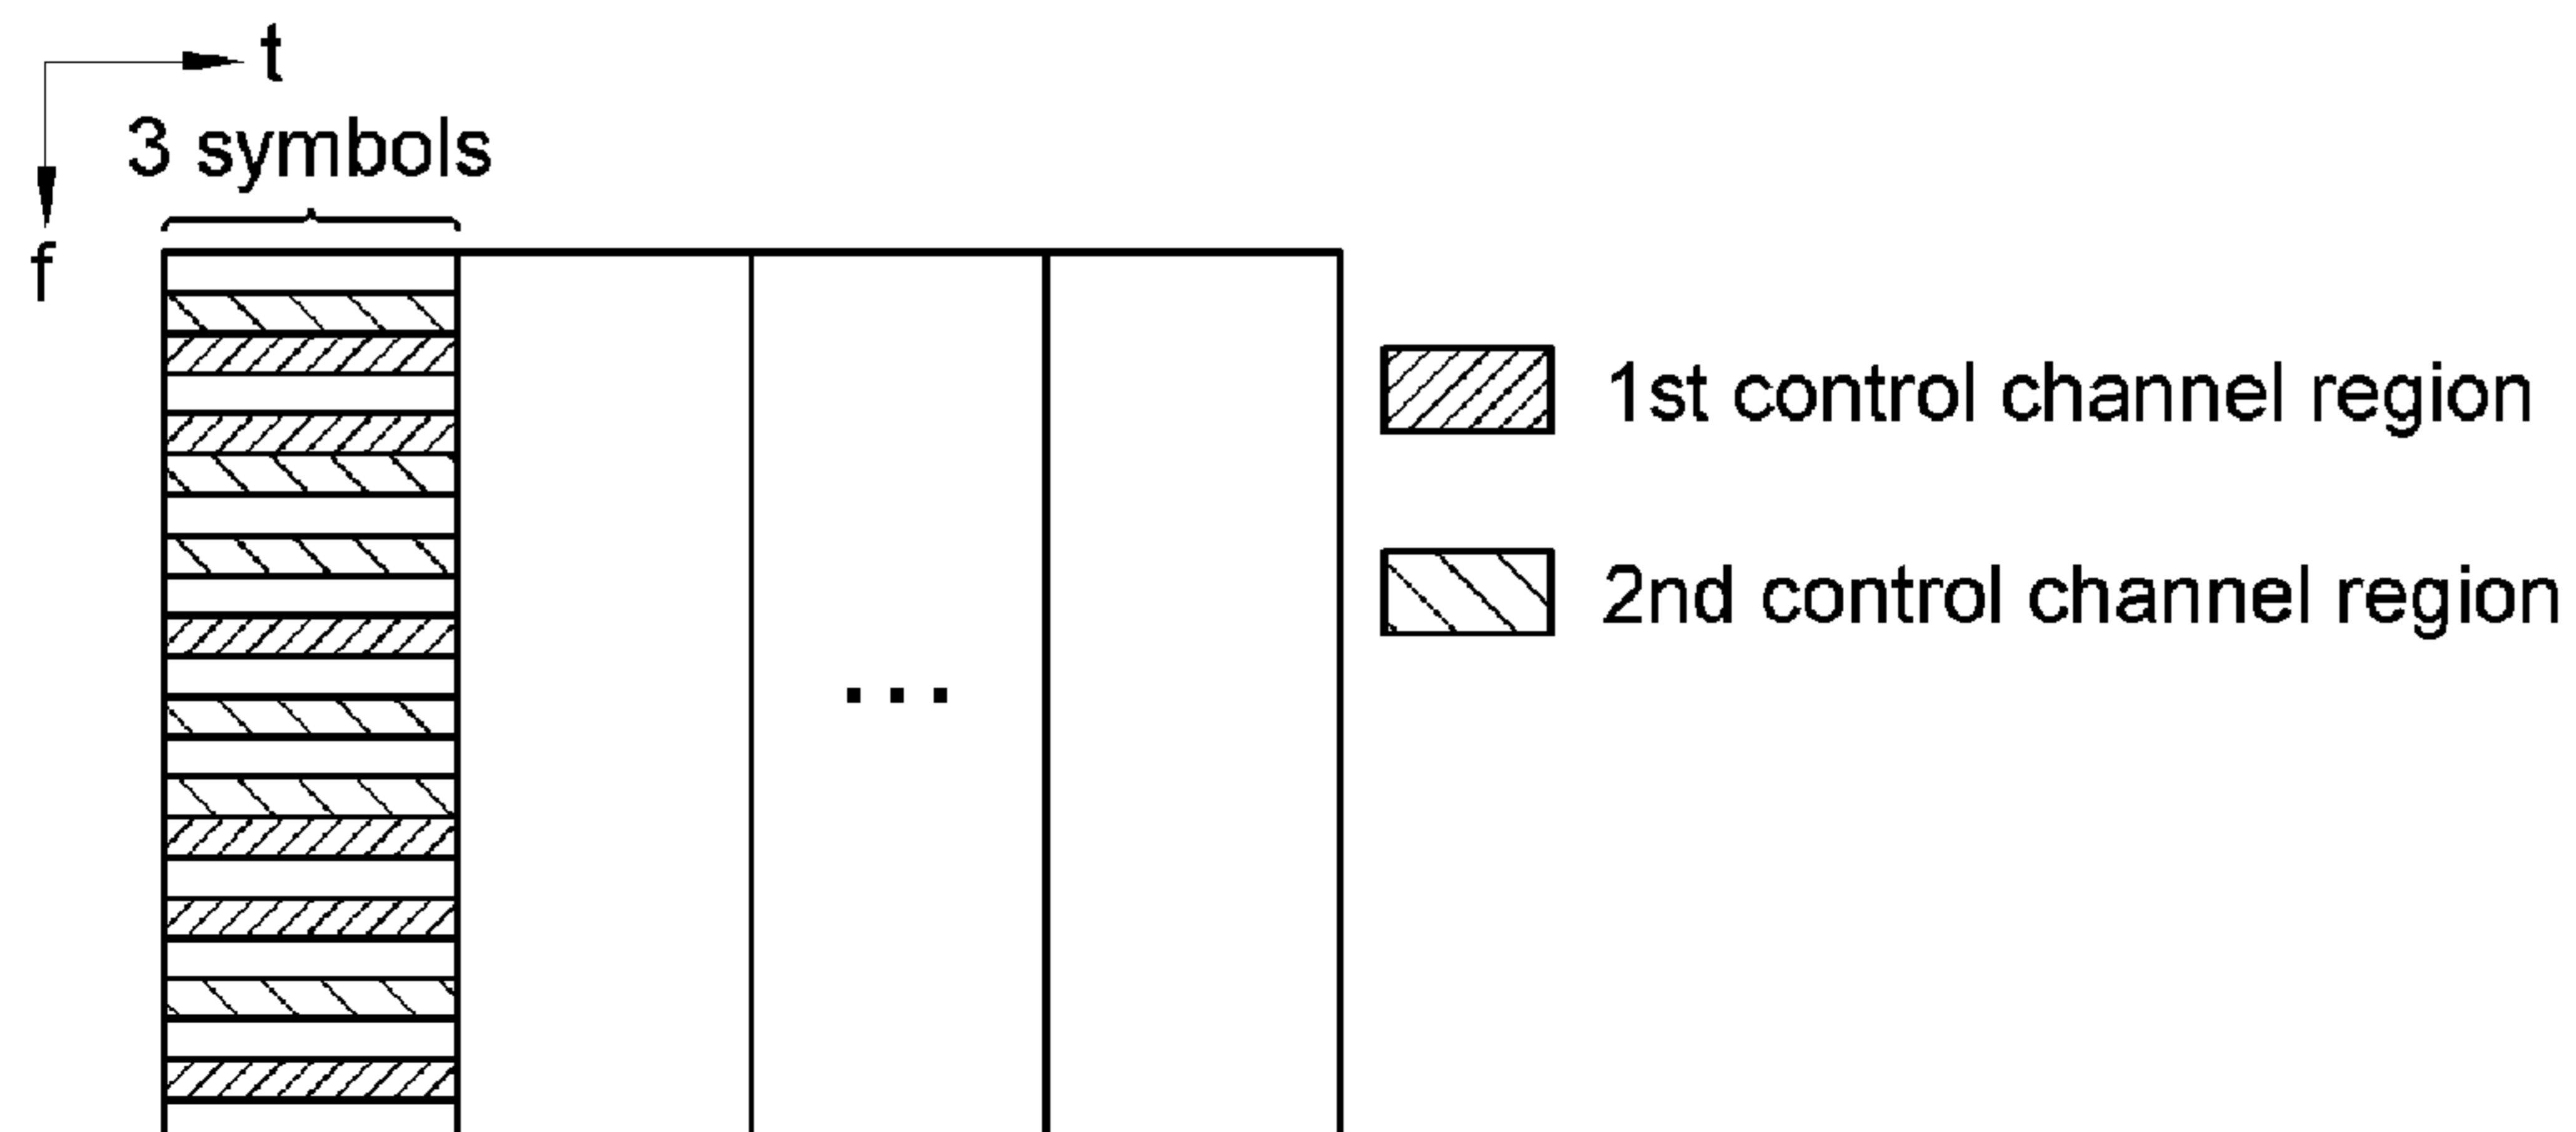 t
3 symbols
f
1st control channel region
2nd control channel region
...